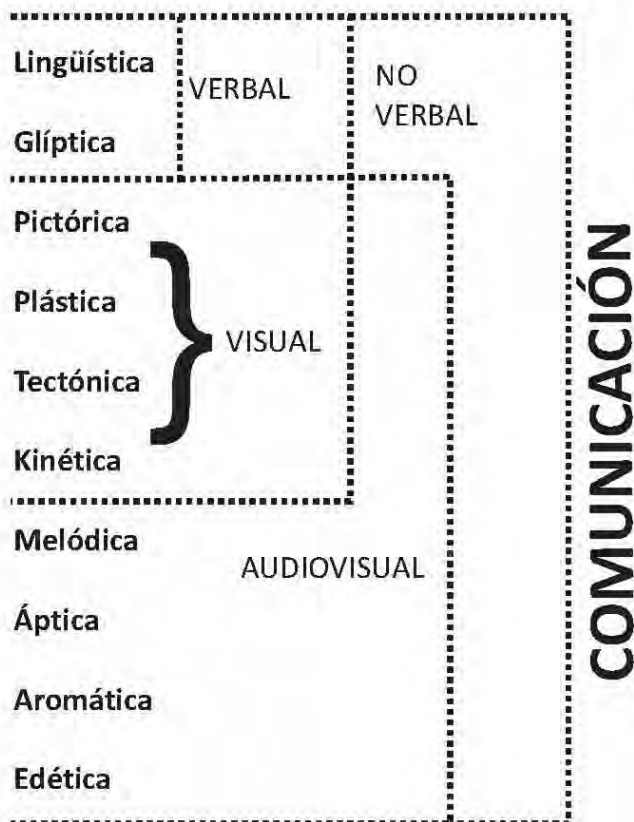 Lingüística
VERBAL
NO
VERBAL
Glíptica
Pictórica
Plástica
VISUAL
Tectónica
Kinética
Melódica
AUDIOVISUAL
Áptica
Aromática
Edética
COMUNICACIÓN